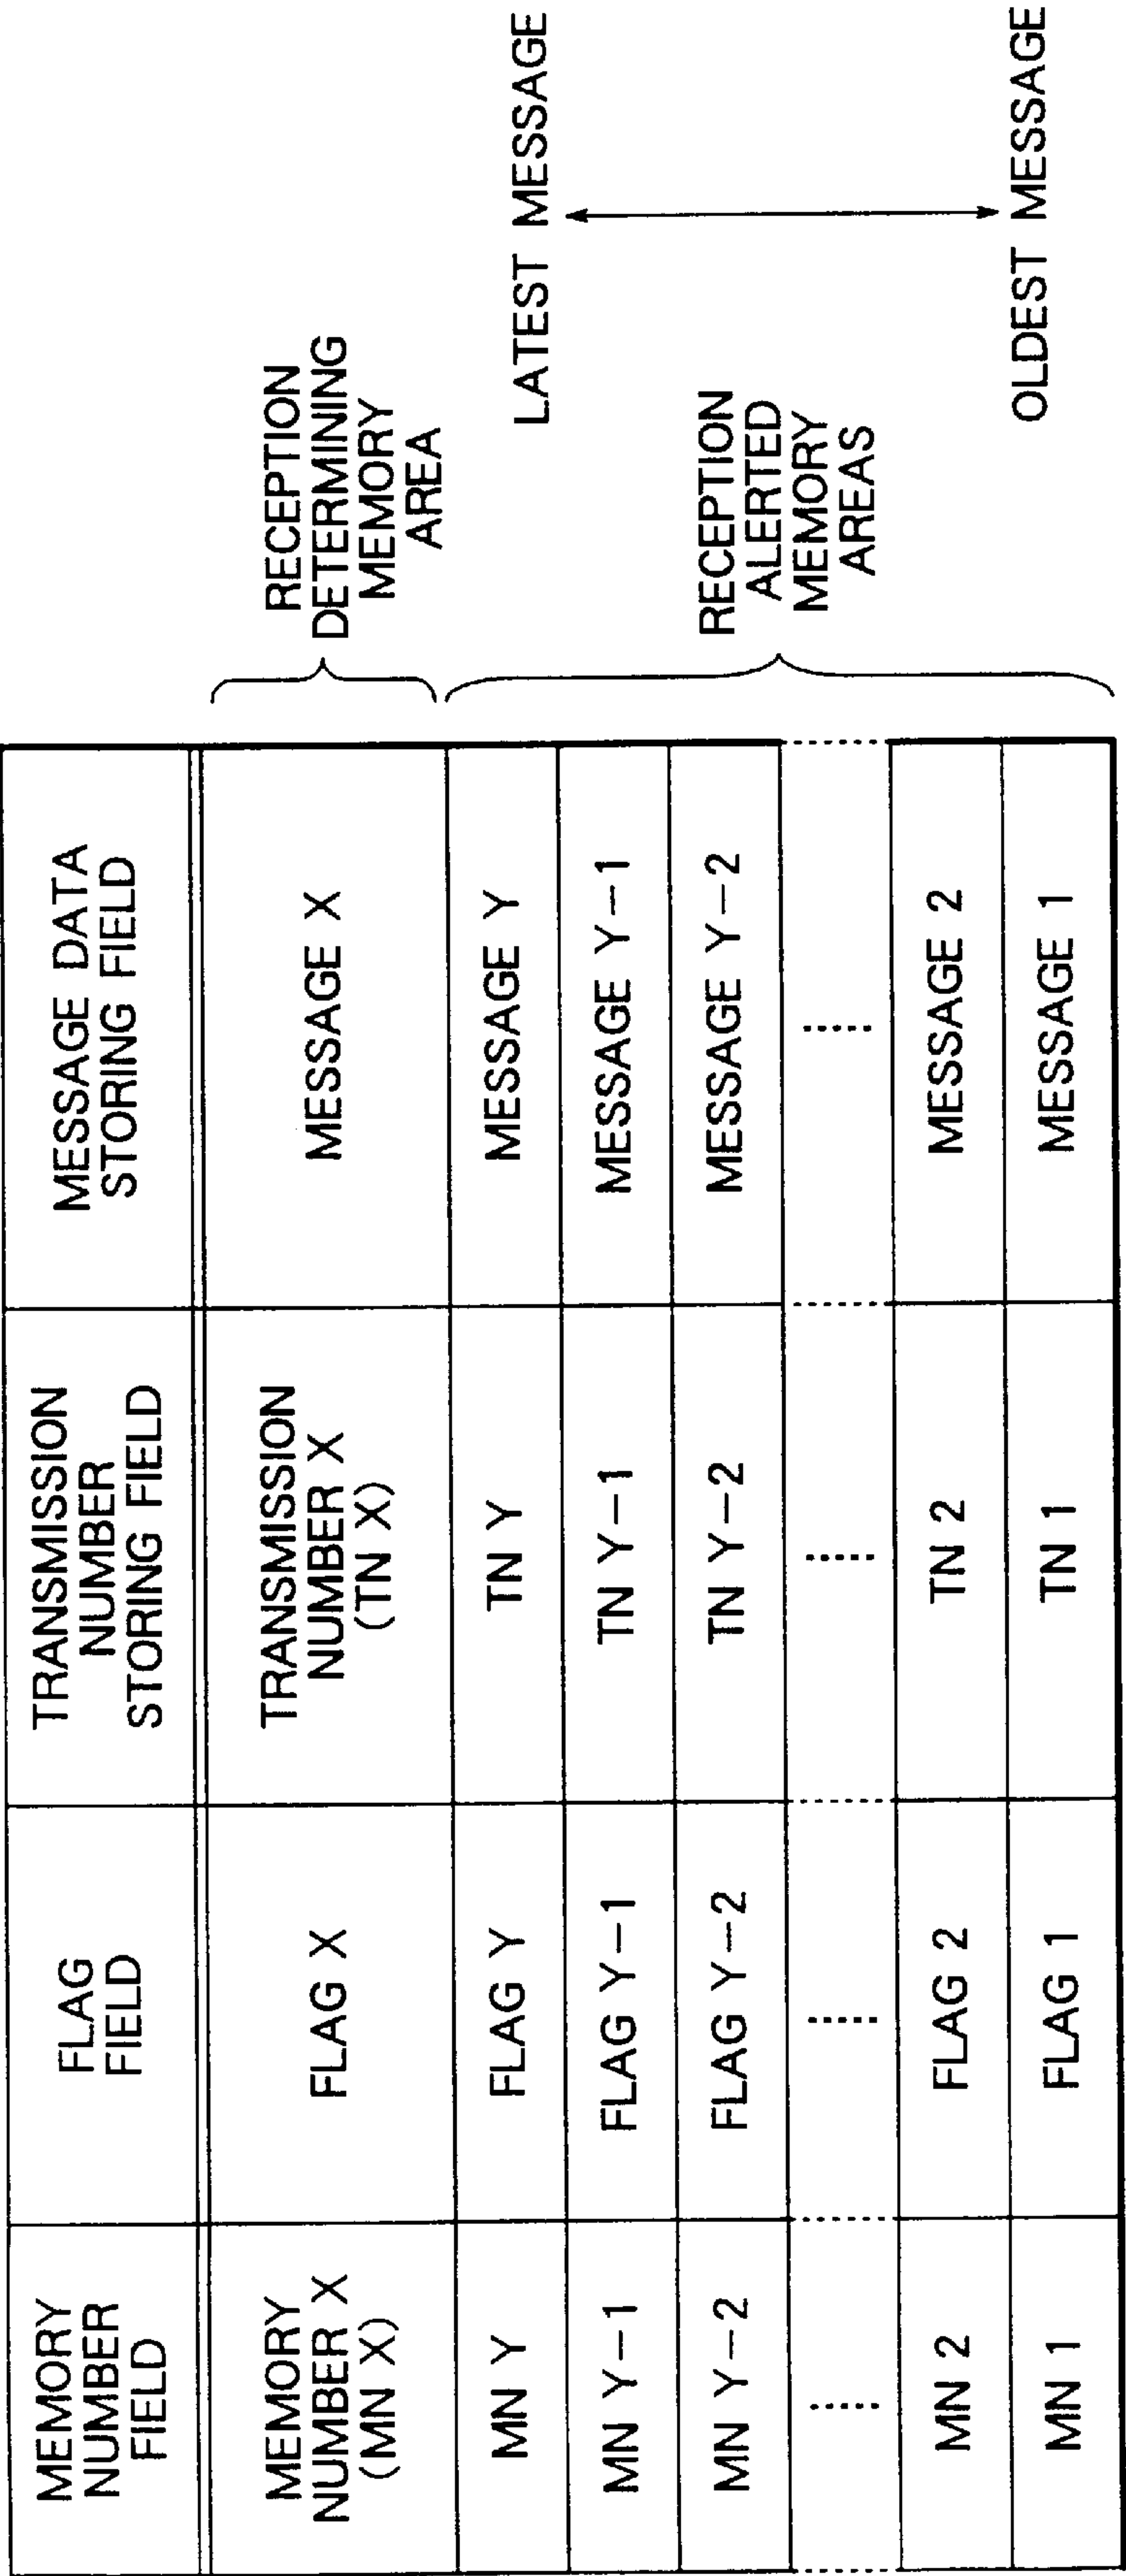 MEMORY
NUMBER
FIELD
FLAG
FIELD
TRANSMISSION
NUMBER
STORING FIELD
MESSAGE DATA
STORING FIELD
MEMORY
NUMBER X
(MN X)
FLAG X
TRANSMISSION
NUMBER X
(TN X)
MESSAGE X
RECEPTION
DETERMINING
MEMORY
AREA
MN Y
FLAG Y
TN Y
MESSAGE Y
MN Y-1
FLAG Y-1
TN Y-1
MESSAGE Y-1
MN Y-2
FLAG Y-2
TN Y-2
MESSAGE Y-2
MN 2
FLAG 2
TN 2
MESSAGE 2
MN 1
FLAG 1
TN 1
MESSAGE 1
RECEPTION
ALERTED
MEMORY
AREAS
LATEST MESSAGE
OLDEST MESSAGE